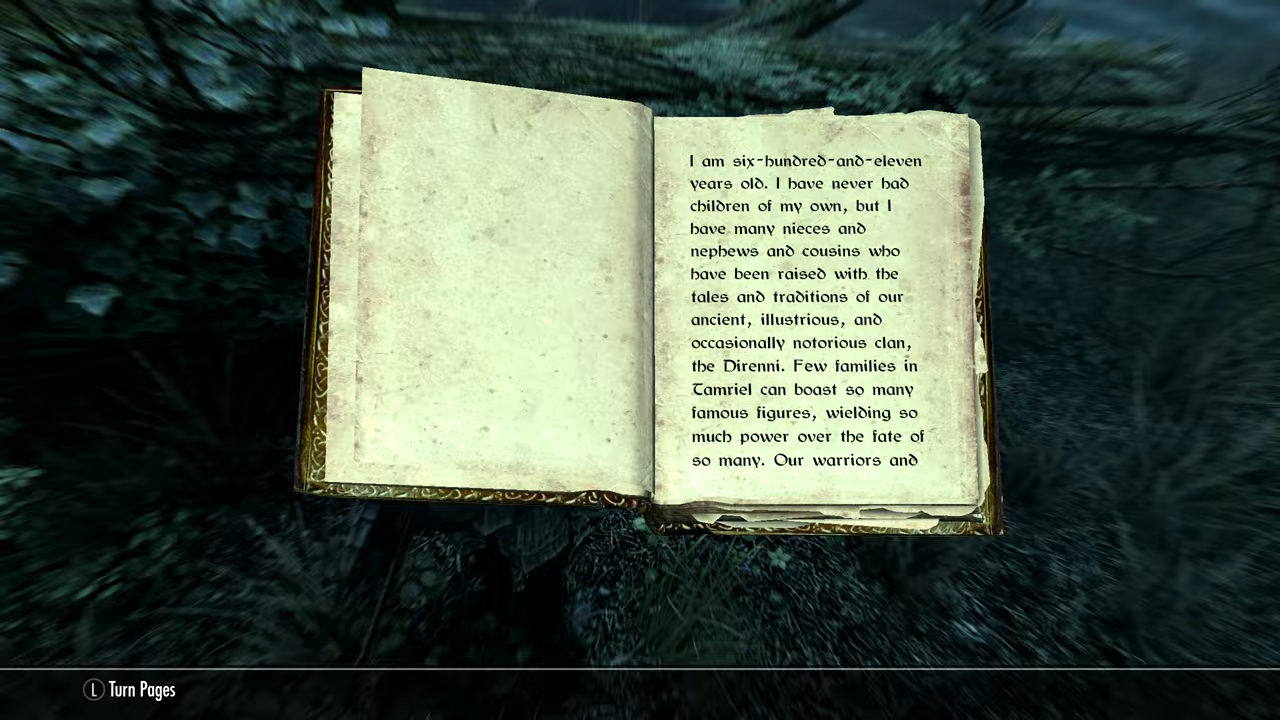 I am six-hundred-and-eleven
years old. I have never had
children of my own, but I
have many nieces and
nephews and cousins who
have been raised with the
tales and traditions of our
ancient, illustrious, and
occasionally notorious clan,
the Direnni. Few families in
Tamriel can boast so many
famous figures, wielding so
much power over the fate of
so many. Our warriors and
L Turn Pages